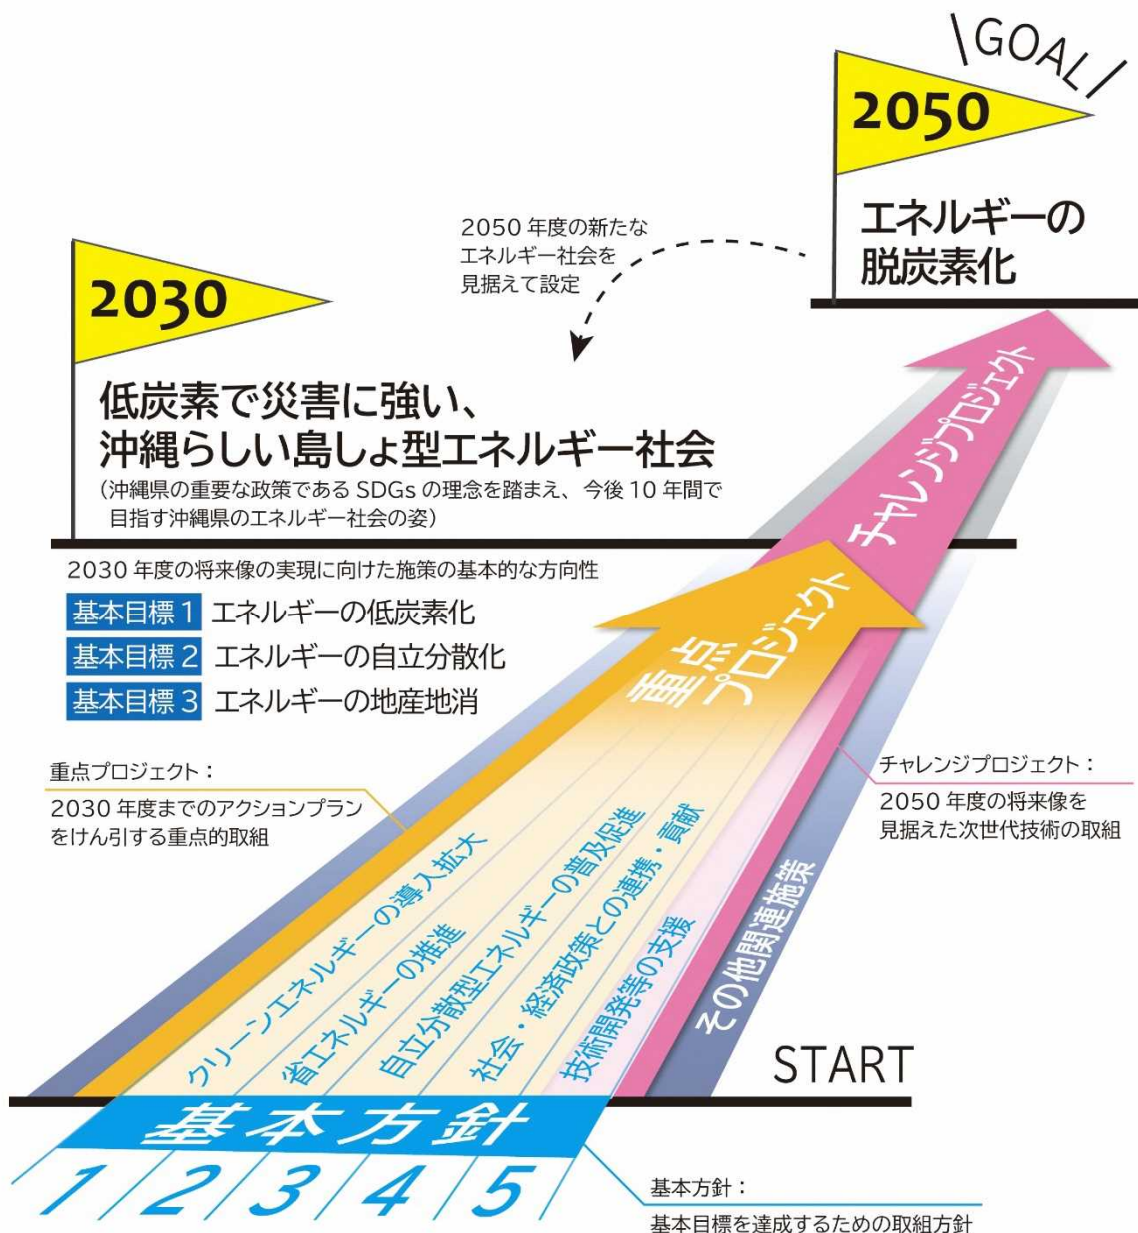 GOAL
2050
エネルギーの
脱炭素化
2050 年度の新たな
エネルギー社会を
見据えて設定
2030
低炭素で災害に強い、
沖縄らしい島しょ型エネルギー社会
（沖縄県の重要な政策である SDGs の理念を踏まえ、今後 10 年間で
目指す沖縄県のエネルギー社会の姿）
2030 年度の将来像の実現に向けた施策の基本的な方向性
基本目標 1 エネルギーの低炭素化
基本目標 2 エネルギーの自立分散化
基本目標 3 エネルギーの地産地消
チャレンジプロジェクト
重点
プロジェクト
重点プロジェクト：
2030 年度までのアクションプラン
をけん引する重点的取組
チャレンジプロジェクト：
2050 年度の将来像を
見据えた次世代技術の取組
クリーンエネルギーの導入拡大
省エネルギーの推進
自立分散型エネルギーの普及促進
社会・経済政策との連携・貢献
技術開発等の支援
その他関連施策
START
基本方針
1 2 3 4 5
基本方針：
基本目標を達成するための取組方針